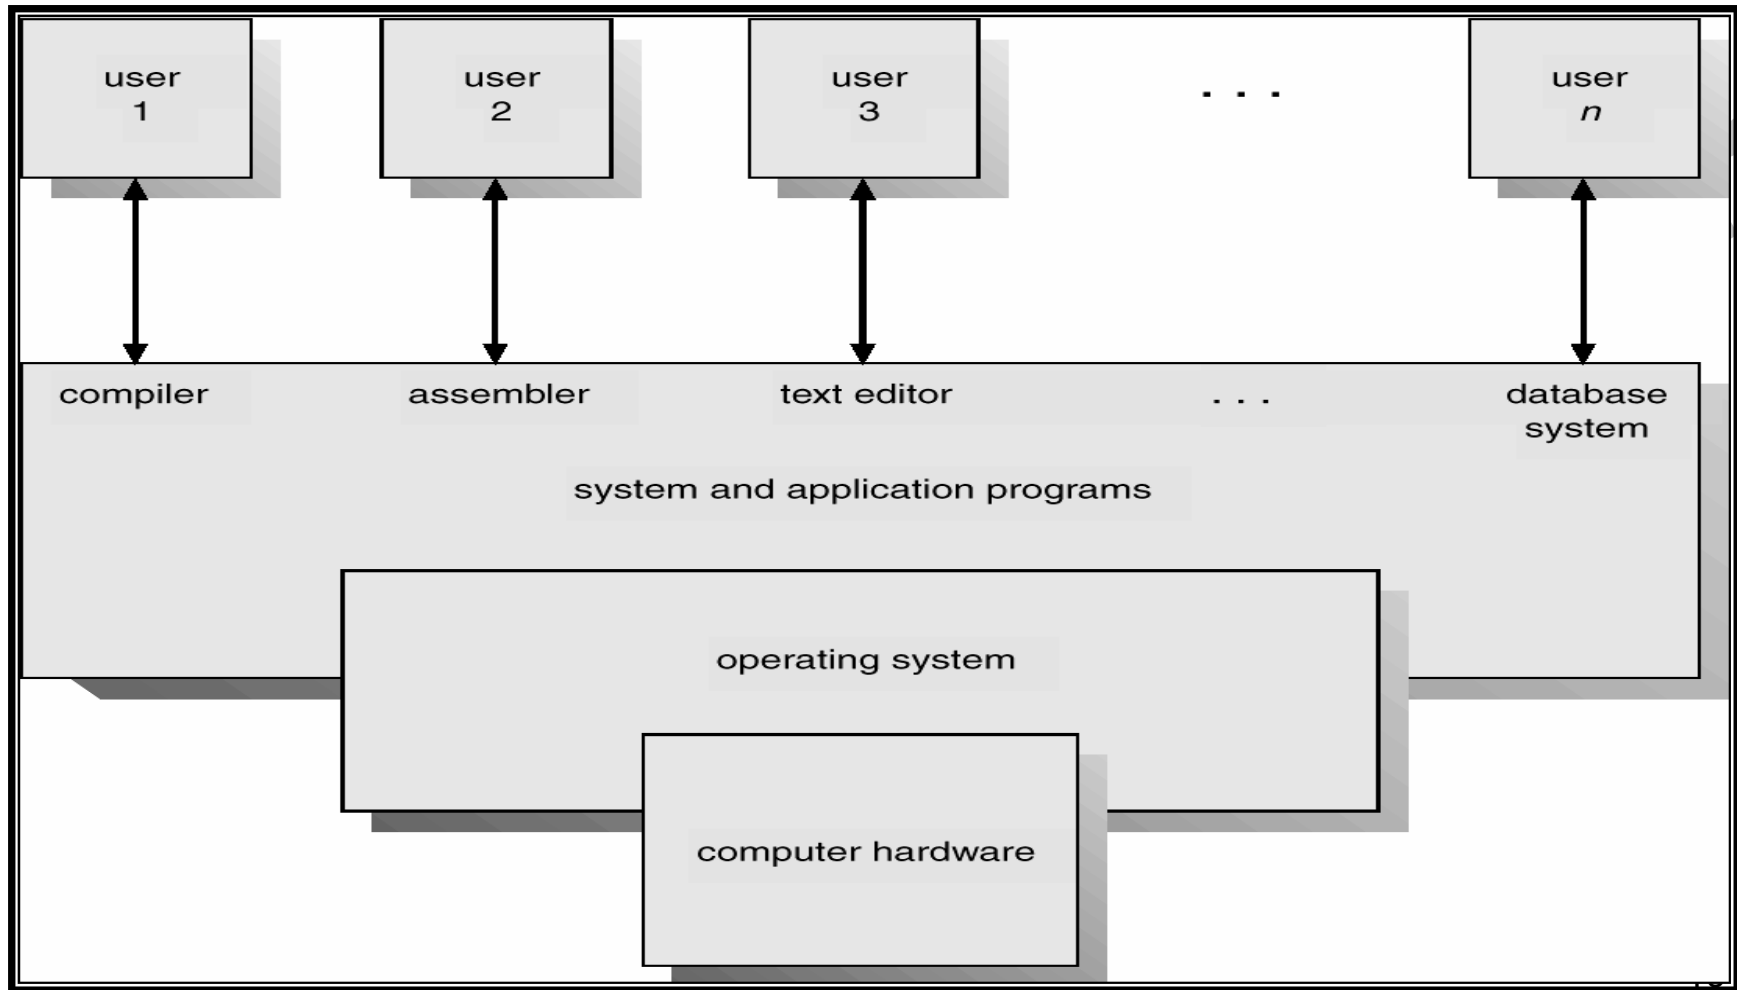 user
1
user
2
user
3
. . .
user
n
compiler
assembler
text editor
. . .
database
system
system and application programs
operating system
computer hardware